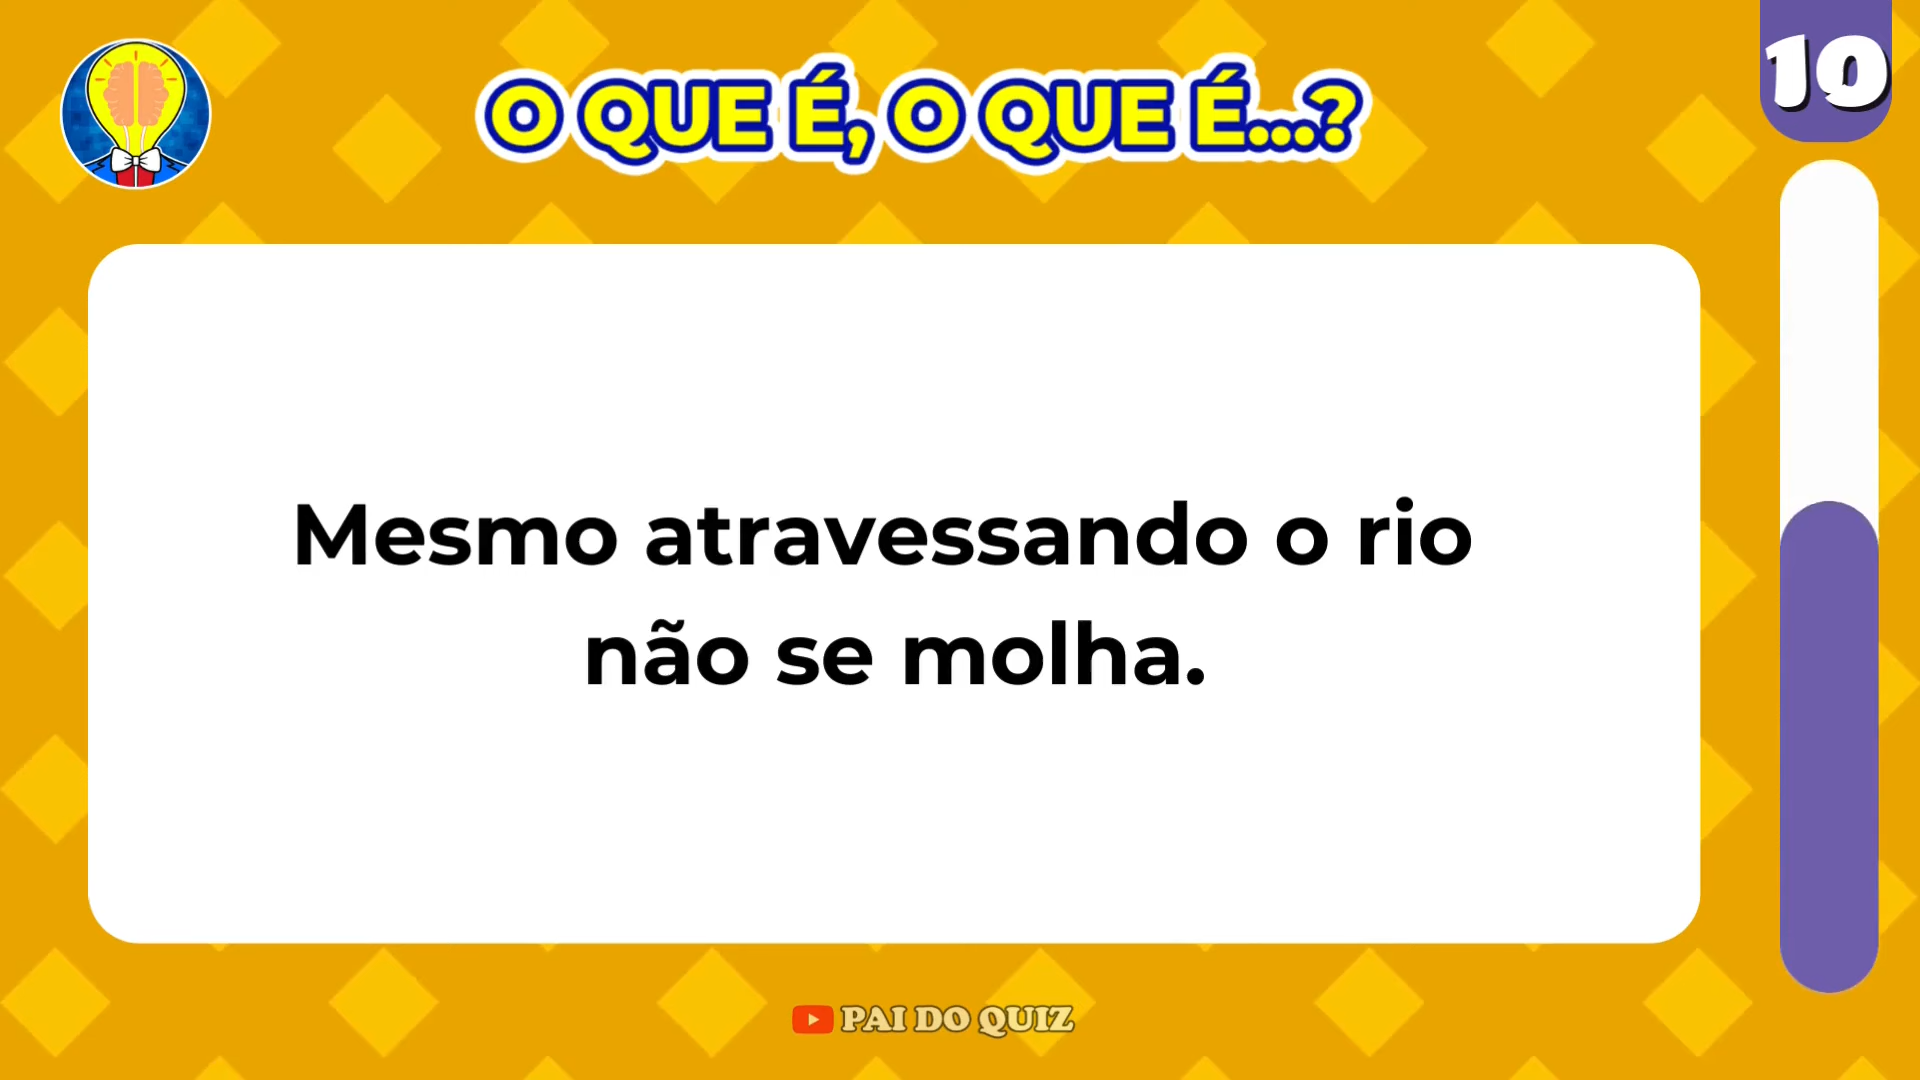 O QUE É, O QUE É...?
10
Mesmo atravessando o rio
não se molha.
PAI DO QUIZ